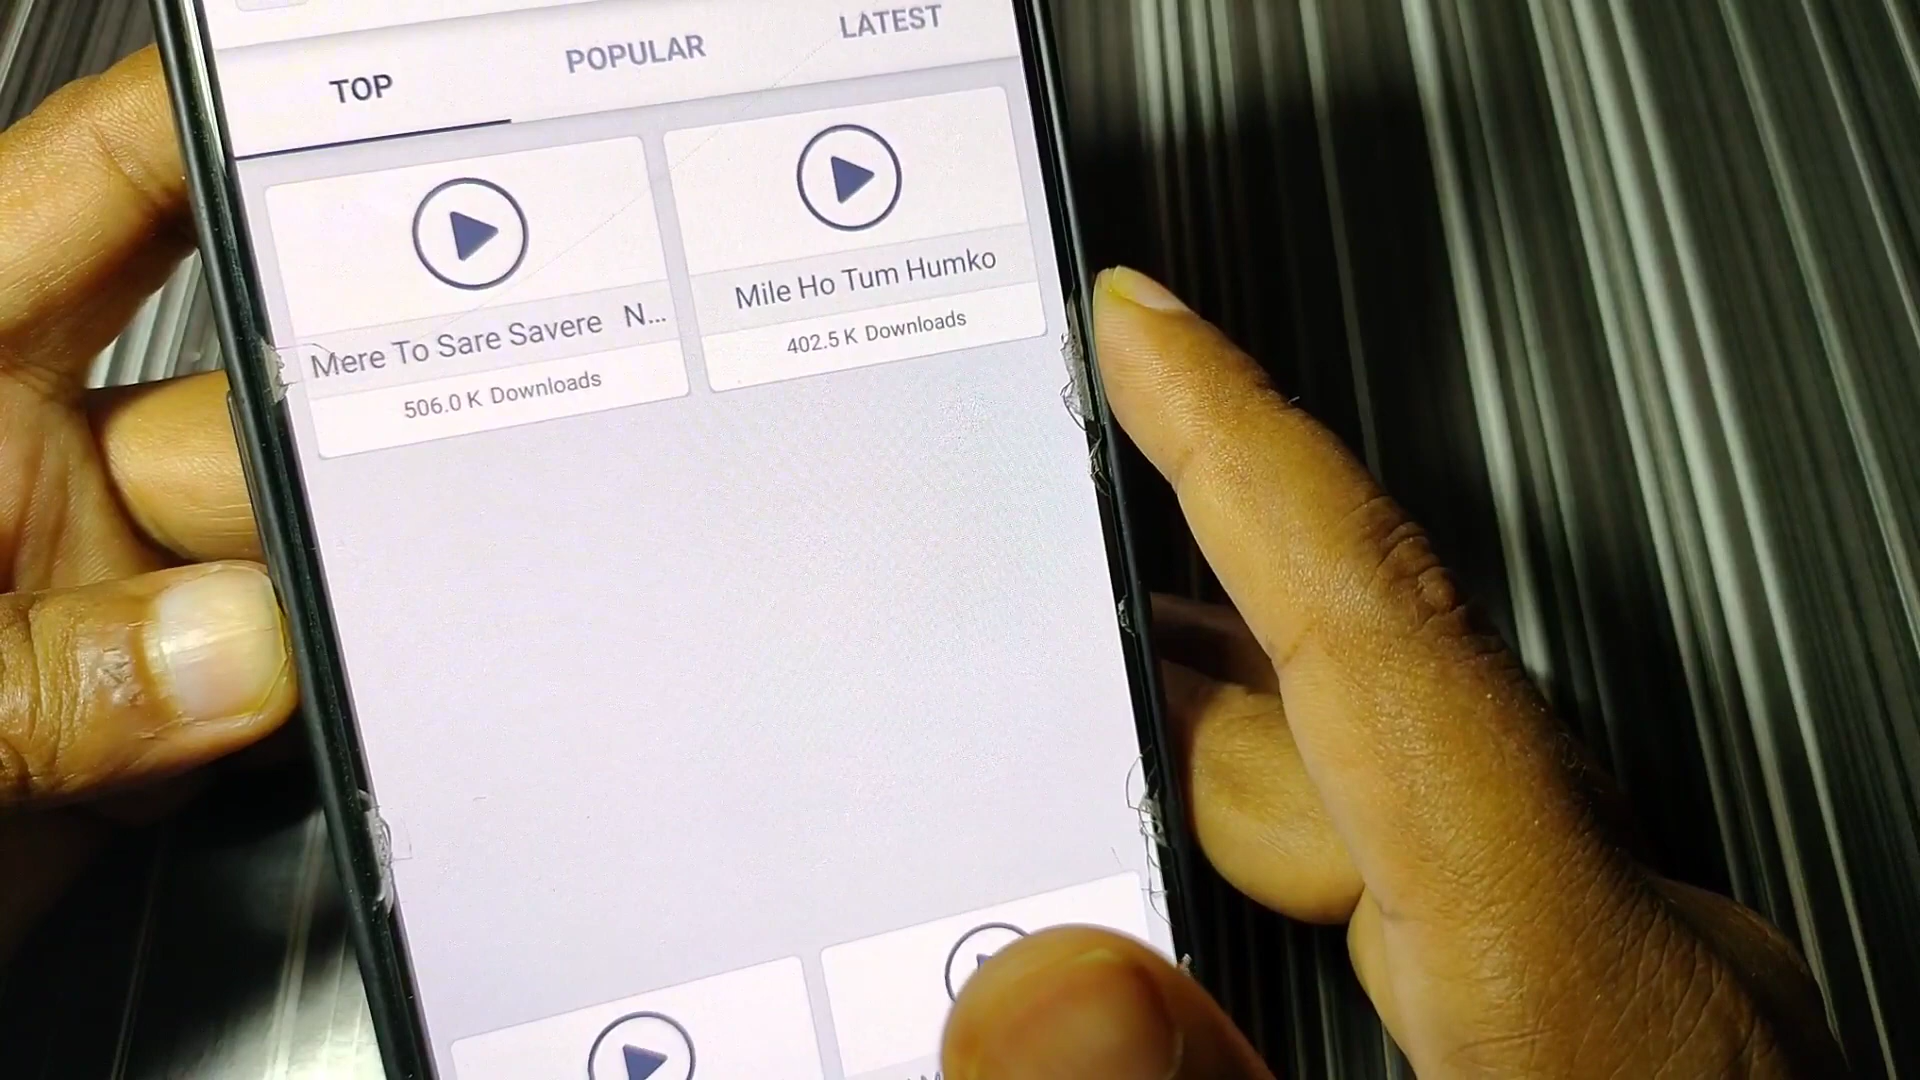 TOP POPULAR LATEST
Mere To Sare Savere N...
506.0 K Downloads
Mile Ho Tum Humko
402.5 K Downloads